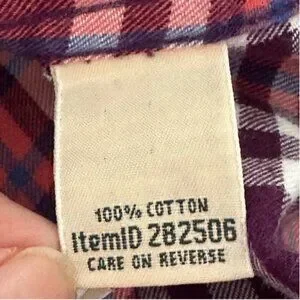 100% COTTON
ItemID 282506
CARE ON REVERSE